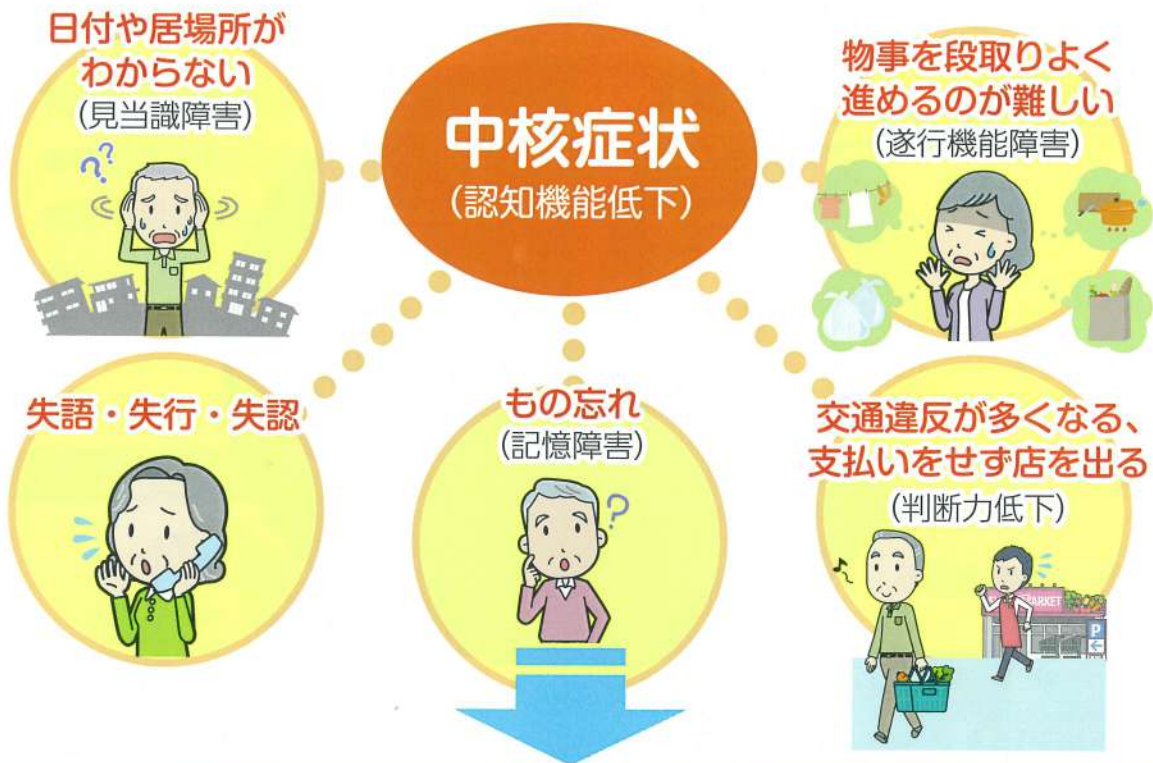 中核症状
(認知機能低下)
日付や居場所が
わからない
(見当識障害)
物事を段取りよく
進めるのが難しい
(遂行機能障害)
失語・失行・失認
もの忘れ
(記憶障害)
交通違反が多くなる、
支払いをせず店を出る
(判断力低下)
MARKET
P